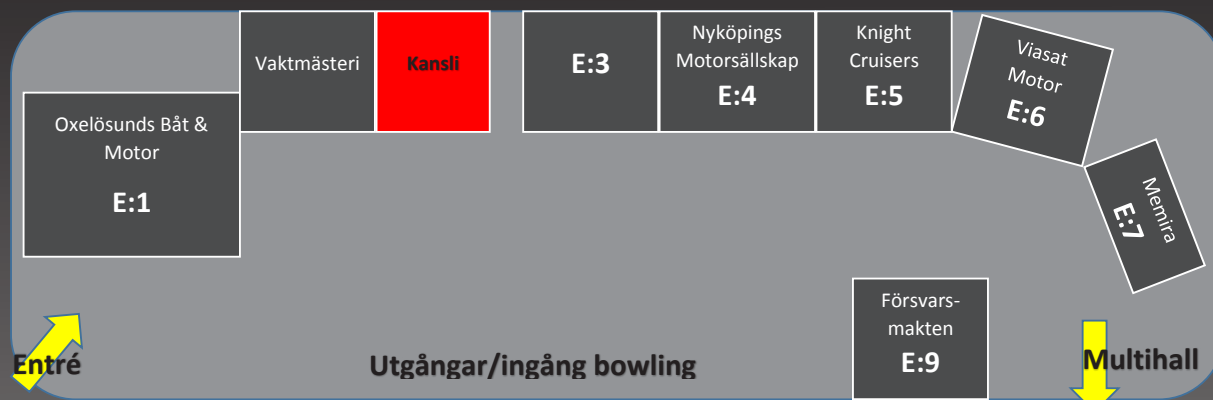 Vaktmästeri
Kansli
E:3
Nyköpings
Motorsällskap
E:4
Knight
Cruisers
E:5
Viasat
Motor
E:6
Oxelösunds Båt &
Motor
E:1
Memira
E:7
Försvars-
makten
E:9
Entré
Utgångar/ingång bowling
Multihall